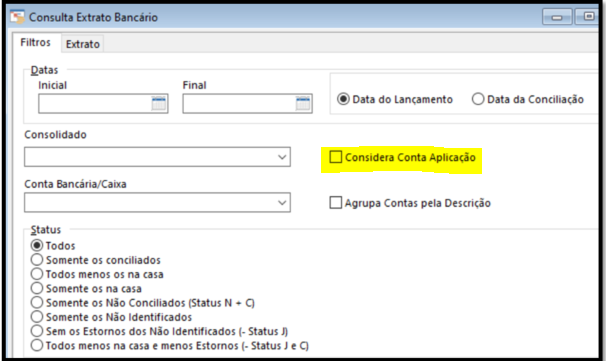 Consulta Extrato Bancário
Filtros Extrato
Datas
Inicial Final
Data do Lançamento Data da Conciliação
Consolidado
Considera Conta Aplicação
Conta Bancária/Caixa
Agrupa Contas pela Descrição
Status
Todos
Somente os conciliados
Todos menos os na casa
Somente os na casa
Somente os Não Conciliados (Status N + C)
Somente os Não Identificados
Sem os Estornos dos Não Identificados (- Status J)
Todos menos na casa e menos Estornos (- Status J e C)